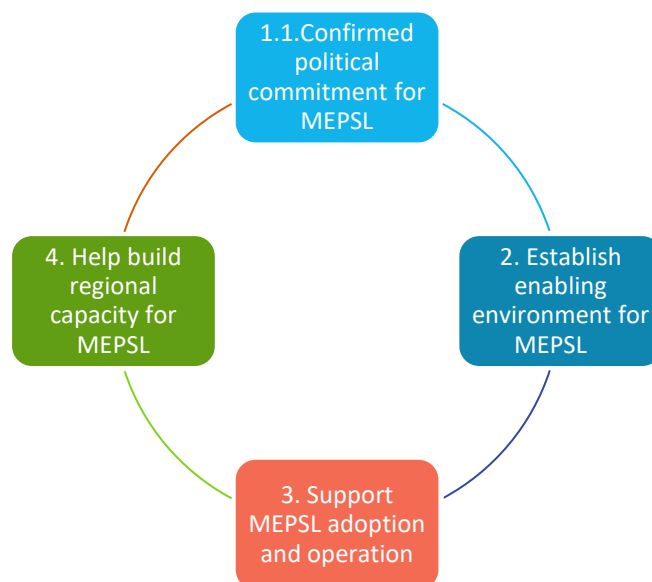 1.1.Confirmed
political
commitment for
MEPSL
2. Establish
enabling
environment for
MEPSL
3. Support
MEPSL adoption
and operation
4. Help build
regional
capacity for
MEPSL